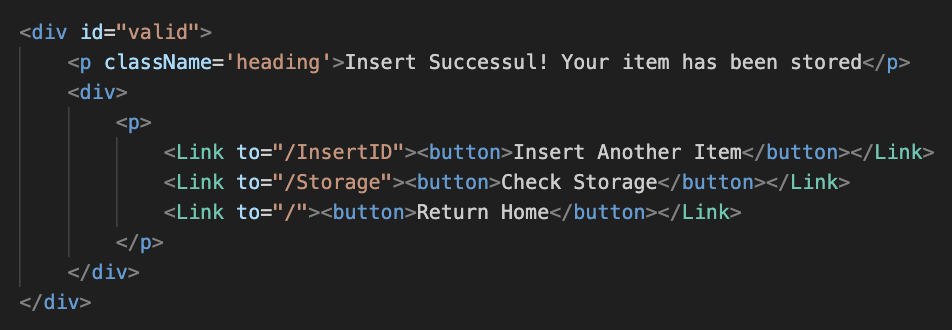 <div id="valid">
    <p className='heading'>Insert Successul! Your item has been stored</p>
    <div>
        <p>
            <Link to="/InsertID"><button>Insert Another Item</button></Link>
            <Link to="/Storage"><button>Check Storage</button></Link>
            <Link to="/"><button>Return Home</button></Link>
        </p>
    </div>
</div>